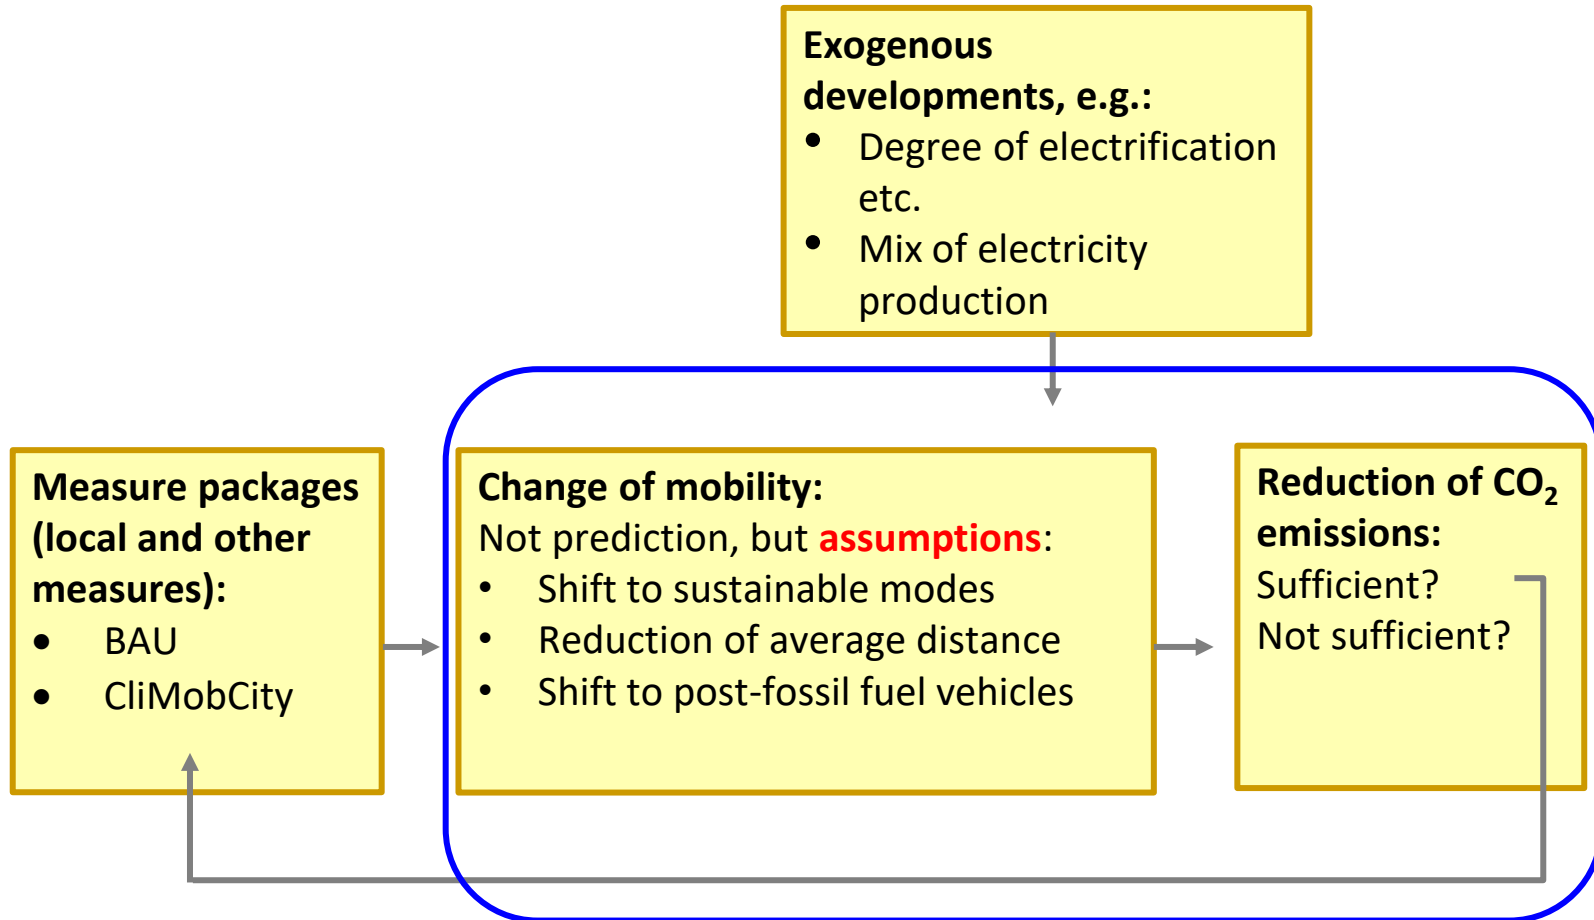 Exogenous
developments, e.g.:
• Degree of electrification
etc.
• Mix of electricity
production
Measure packages
(local and other
measures):
• BAU
• CliMobCity
Change of mobility:
Not prediction, but assumptions:
• Shift to sustainable modes
• Reduction of average distance
• Shift to post-fossil fuel vehicles
Reduction of CO₂
emissions:
Sufficient?
Not sufficient?